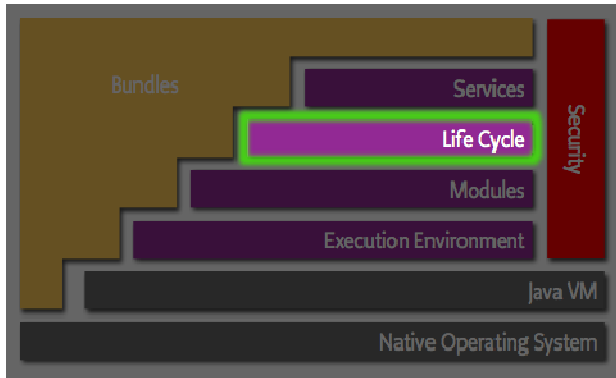 Bundles
Services
Life Cycle
Security
Modules
Execution Environment
Java VM
Native Operating System